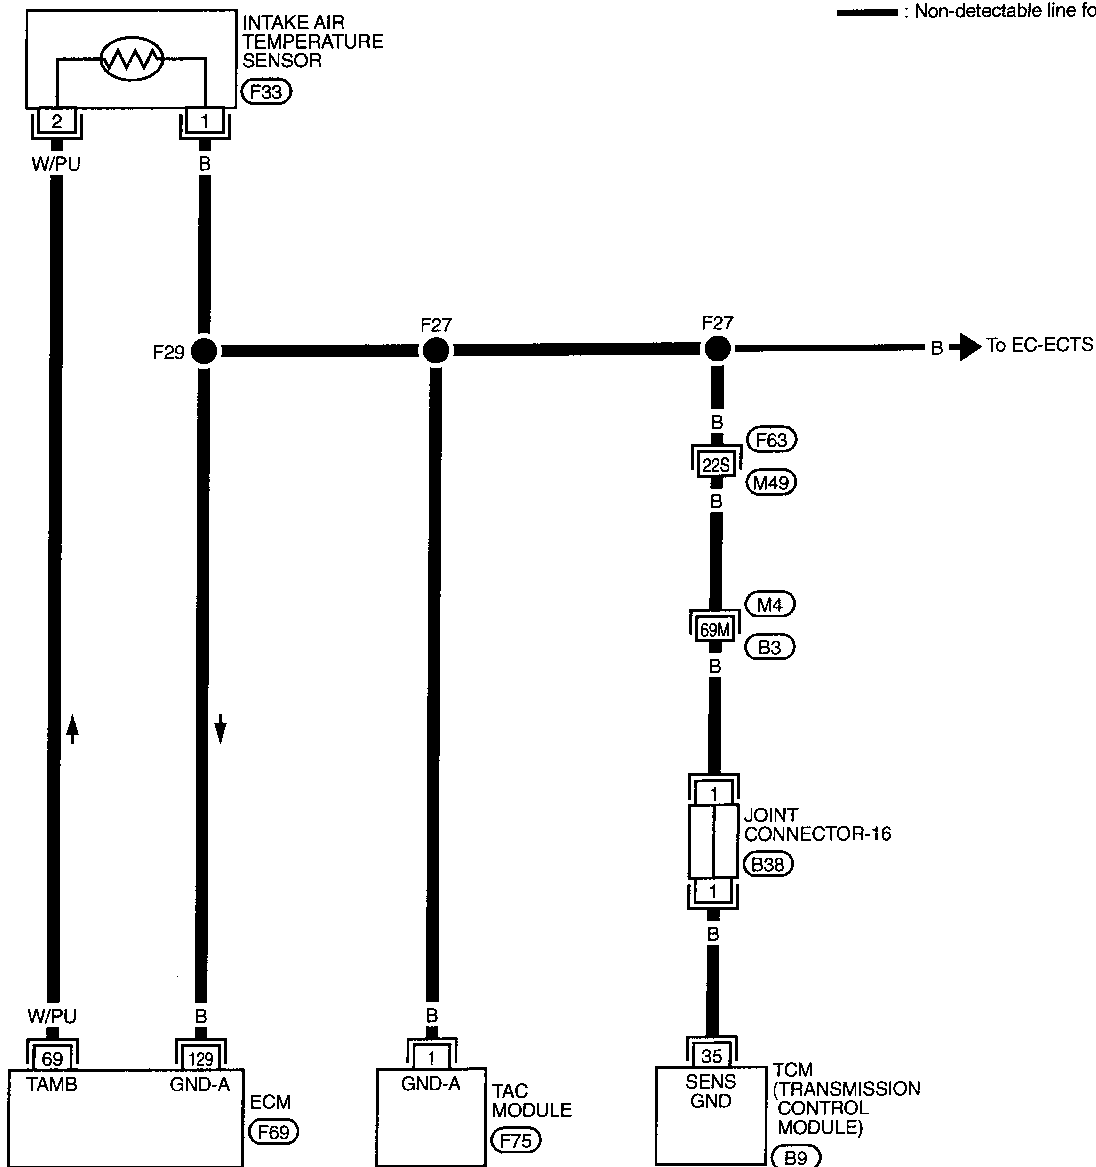 : Non-detectable line fo
INTAKE AIR
TEMPERATURE
SENSOR
F33
2
1
W/PU
B
F29
F27
F27
B
To EC-ECTS
B
F63
22S
M49
B
M4
69M
B3
B
1
JOINT
CONNECTOR-16
B38
1
B
W/PU
B
B
69
129
1
35
TAMB
GND-A
ECM
F69
GND-A
TAC
MODULE
F75
SENS
GND
TCM
(TRANSMISSION
CONTROL
MODULE)
B9